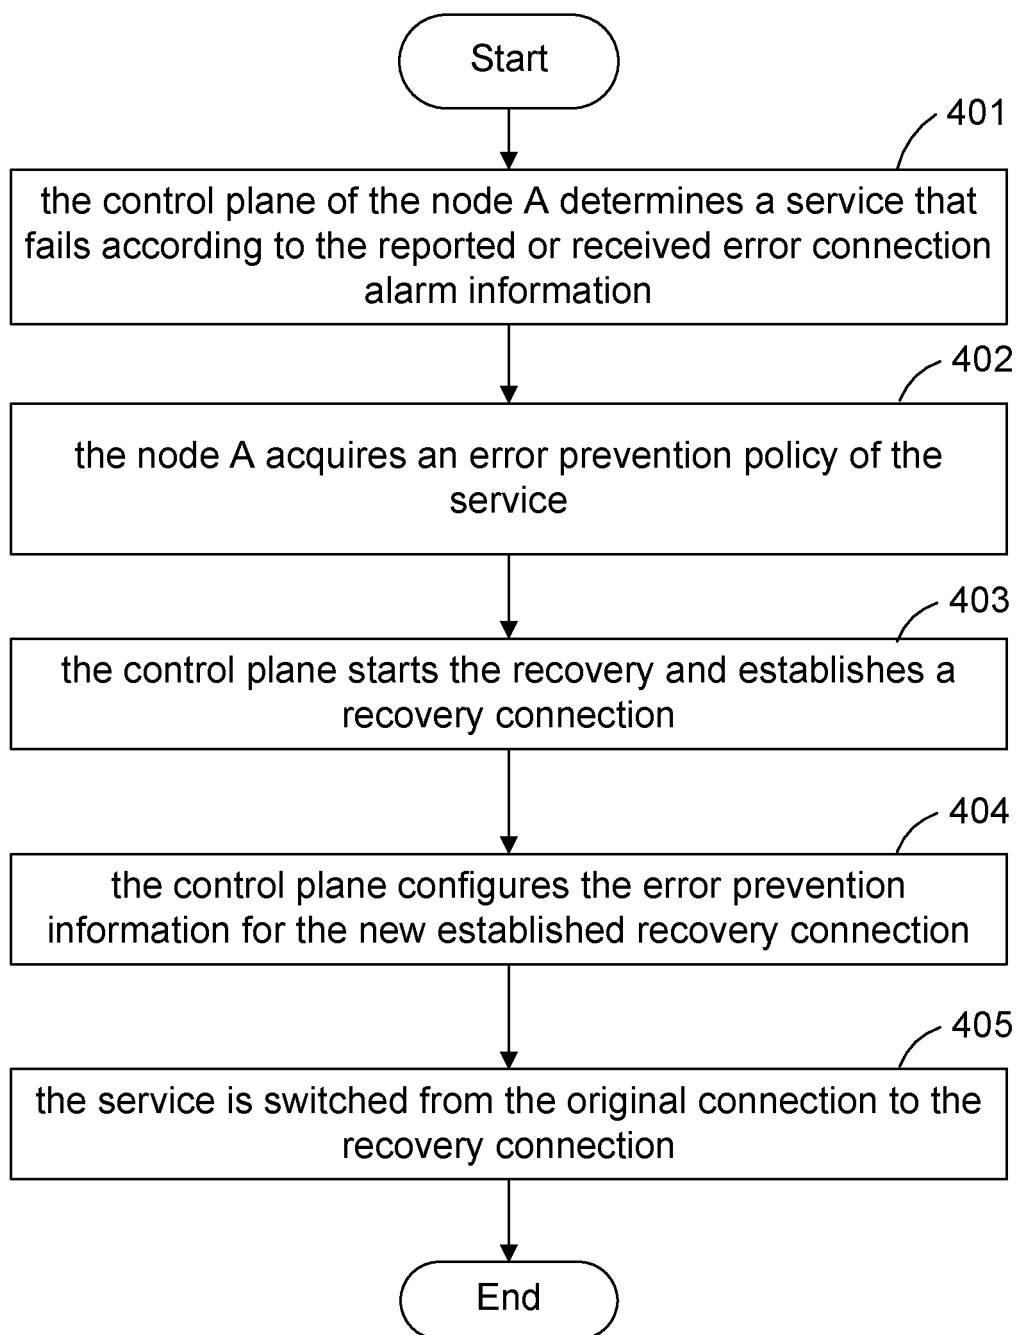 Start
401
the control plane of the node A determines a service that
fails according to the reported or received error connection
alarm information
402
the node A acquires an error prevention policy of the
service
403
the control plane starts the recovery and establishes a
recovery connection
404
the control plane configures the error prevention
information for the new established recovery connection
405
the service is switched from the original connection to the
recovery connection
End